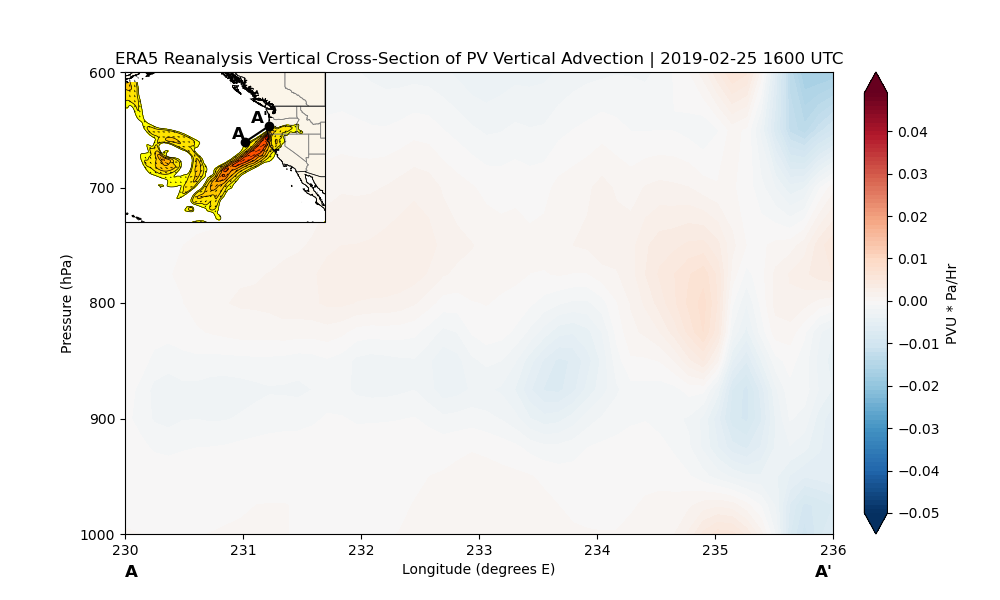 ERA5 Reanalysis Vertical Cross-Section of PV Vertical Advection | 2019-02-25 1600 UTC
600
700
800
900
1000
Pressure (hPa)
A
A'
230
231
232
233
234
235
236
A
Longitude (degrees E)
A'
0.04
0.03
0.02
0.01
0.00
−0.01
−0.02
−0.03
−0.04
−0.05
PVU * Pa/Hr